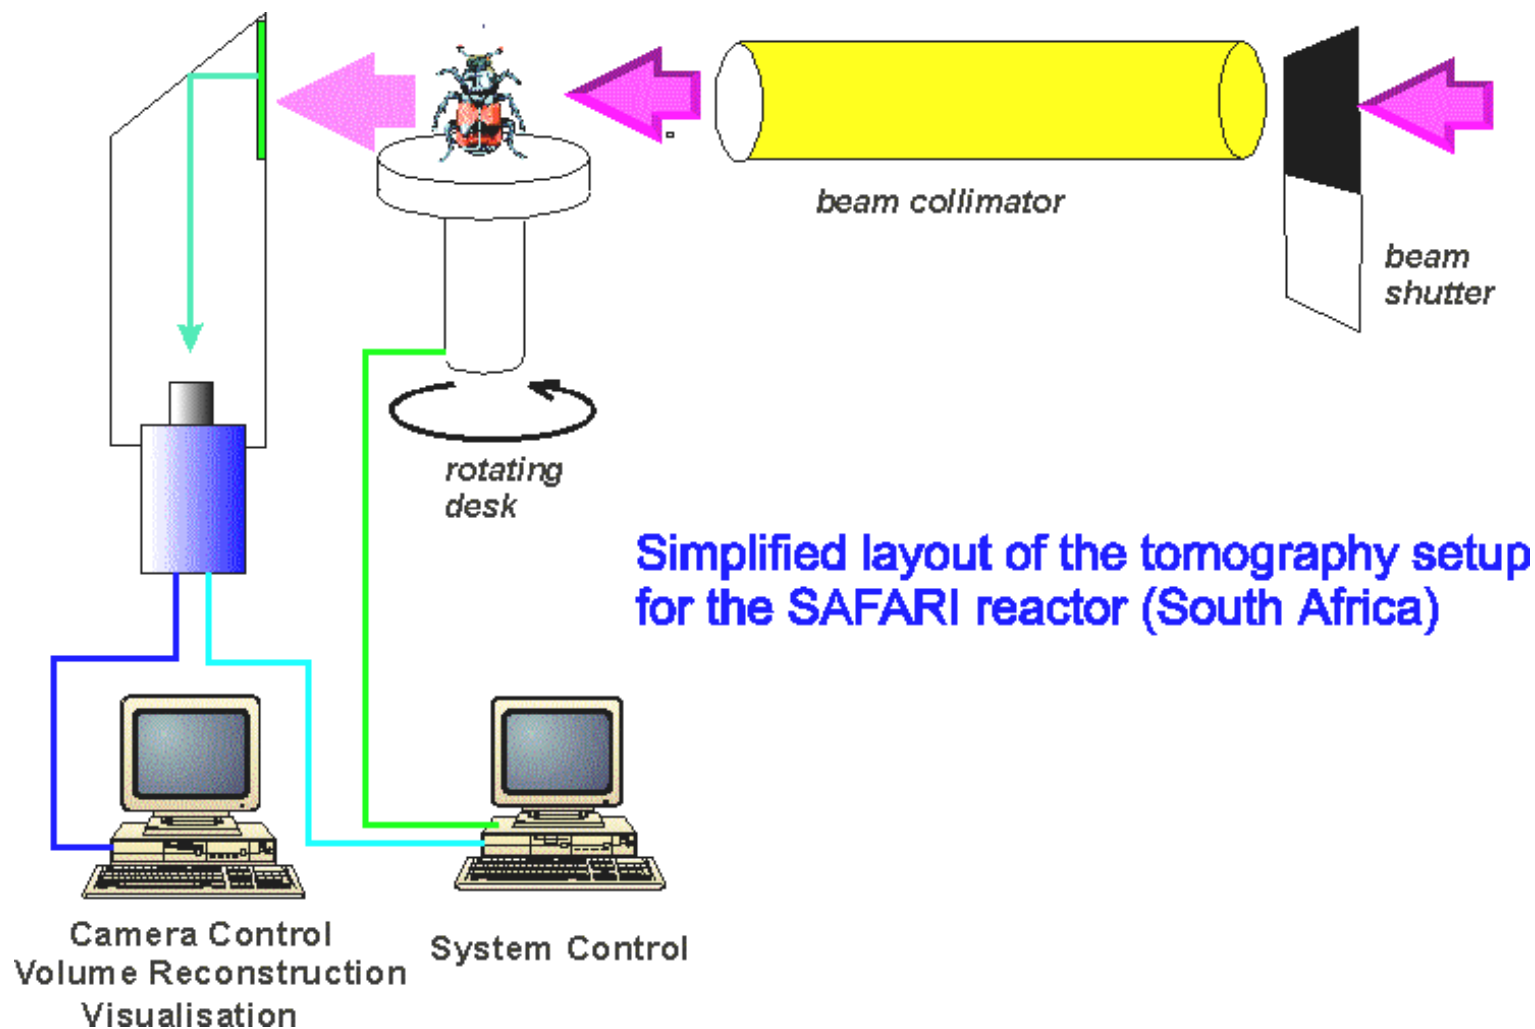 beam collimator
beam
shutter
rotating
desk
Simplified layout of the tomography setup
for the SAFARI reactor (South Africa)
Camera Control
Volume Reconstruction
Visualisation
System Control